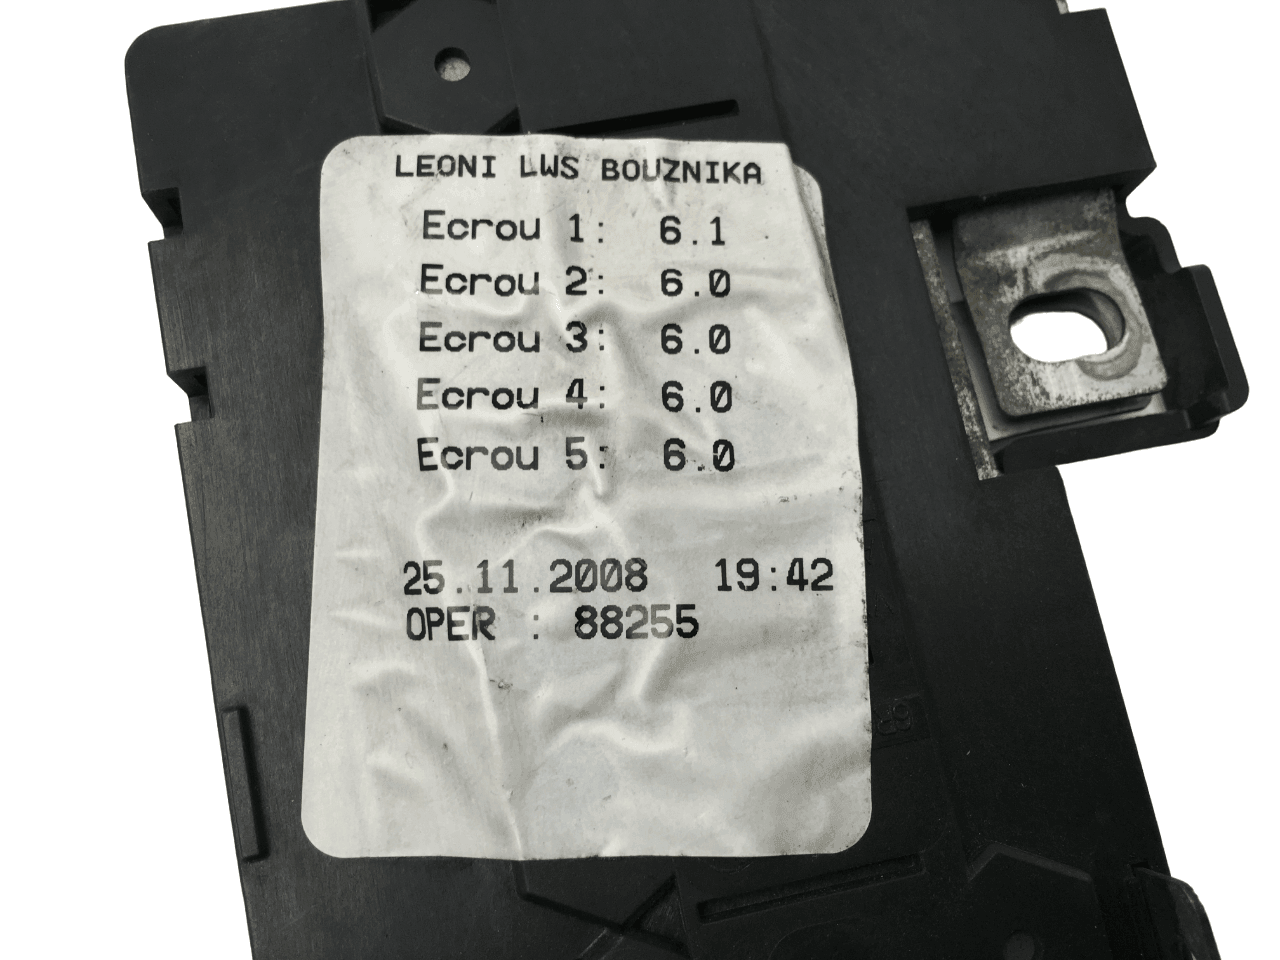 LEONI LWS BOUZNIKA
Ecrou 1: 6.1
Ecrou 2: 6.0
Ecrou 3: 6.0
Ecrou 4: 6.0
Ecrou 5: 6.0
25.11.2008 19:42
OPER : 88255